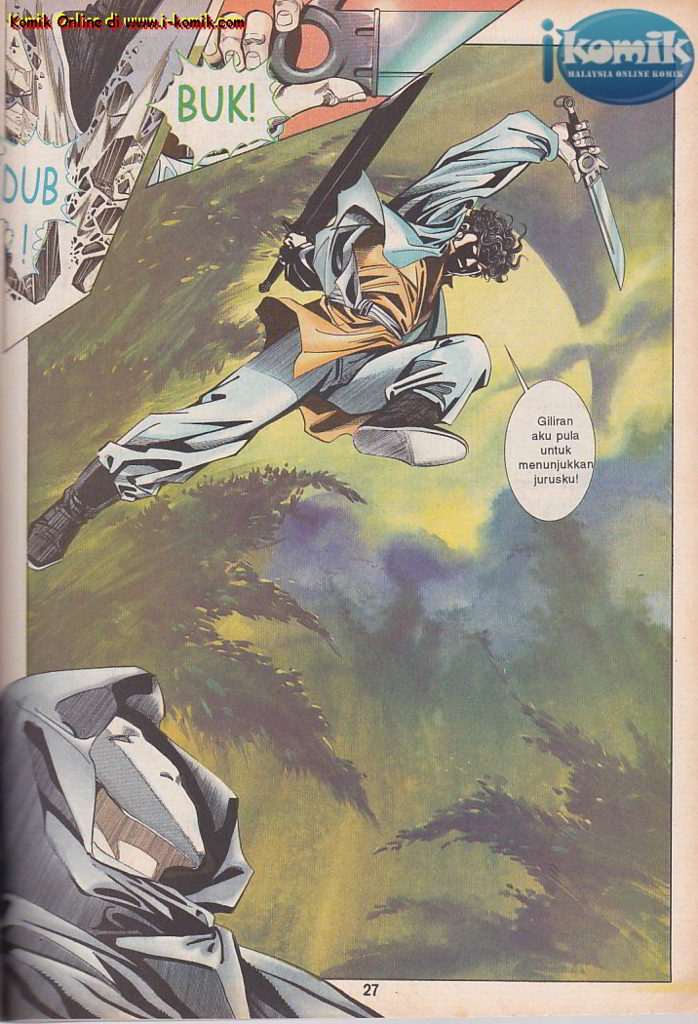 Komik Online di www.i-komik.com
ikomik
MALAYSIA ONLINE KOMIK
BUK!
DUB
!
Giliran
aku pula
untuk
menunjukkan
jurusku!
27